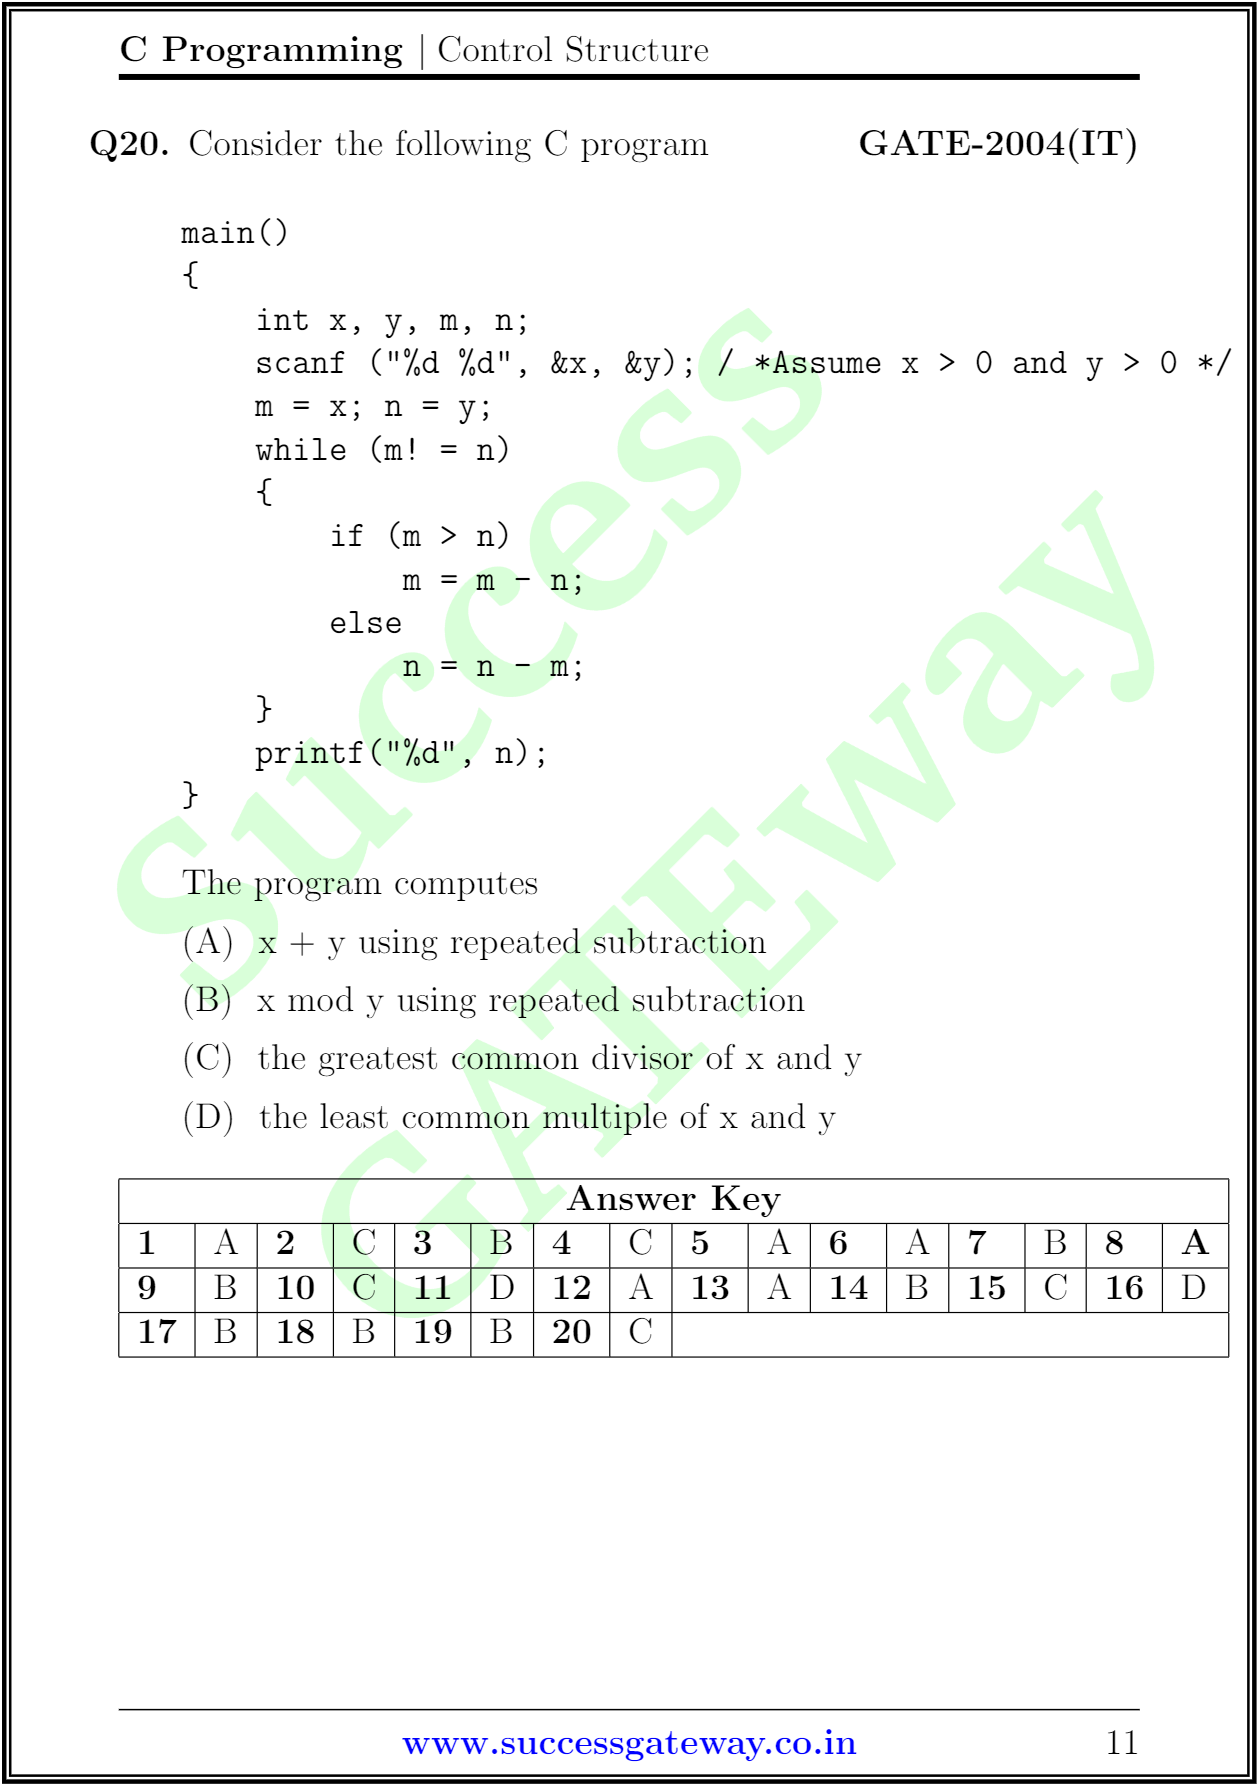 C Programming | Control Structure
Q20. Consider the following C program GATE-2004(IT)
main()
{
int x, y, m, n;
scanf ("%d %d", &x, &y); / *Assume x > 0 and y > 0 */
m = x; n = y;
while (m! = n)
{
if (m > n)
m = m - n;
else
n = n - m;
}
printf("%d", n);
}
The program computes
(A) x + y using repeated subtraction
(B) x mod y using repeated subtraction
(C) the greatest common divisor of x and y
(D) the least common multiple of x and y
Answer Key
1 A 2 C 3 B 4 C 5 A 6 A 7 B 8 A
9 B 10 C 11 D 12 A 13 A 14 B 15 C 16 D
17 B 18 B 19 B 20 C
Success
GATEway
www.successgateway.co.in 11